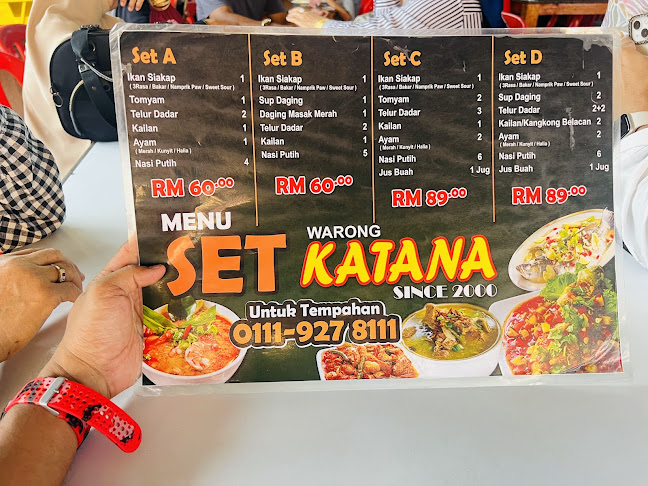 Set A
Ikan Siakap 1
( 3Rasa / Bakar / Namprik Paw / Sweet Sour )
Tomyam 1
Telur Dadar 2
Kailan 1
Ayam 1
( Merah / Kunyit / Halia )
Nasi Putih 4
RM 60.00
Set B
Ikan Siakap 1
( 3Rasa / Bakar / Namprik Paw / Sweet Sour )
Sup Daging 1
Daging Masak Merah 1
Telur Dadar 2
Kailan 1
Nasi Putih 5
RM 60.00
Set C
Ikan Siakap 1
( 3Rasa / Bakar / Namprik Paw / Sweet Sour )
Tomyam 2
Telur Dadar 3
Kailan 1
Ayam 2
( Merah / Kunyit / Halia )
Nasi Putih 6
Jus Buah 1 Jug
RM 89.00
Set D
Ikan Siakap 1
( 3Rasa / Bakar / Namprik Paw / Sweet Sour )
Sup Daging 2
Telur Dadar 2+2
Kailan/Kangkong Belacan 2
Ayam 2
( Merah / Kunyit / Halia )
Nasi Putih 6
Jus Buah 1 Jug
RM 89.00
MENU
SET
WARONG
KATANA
SINCE 2000
Untuk Tempahan
0111-927 8111